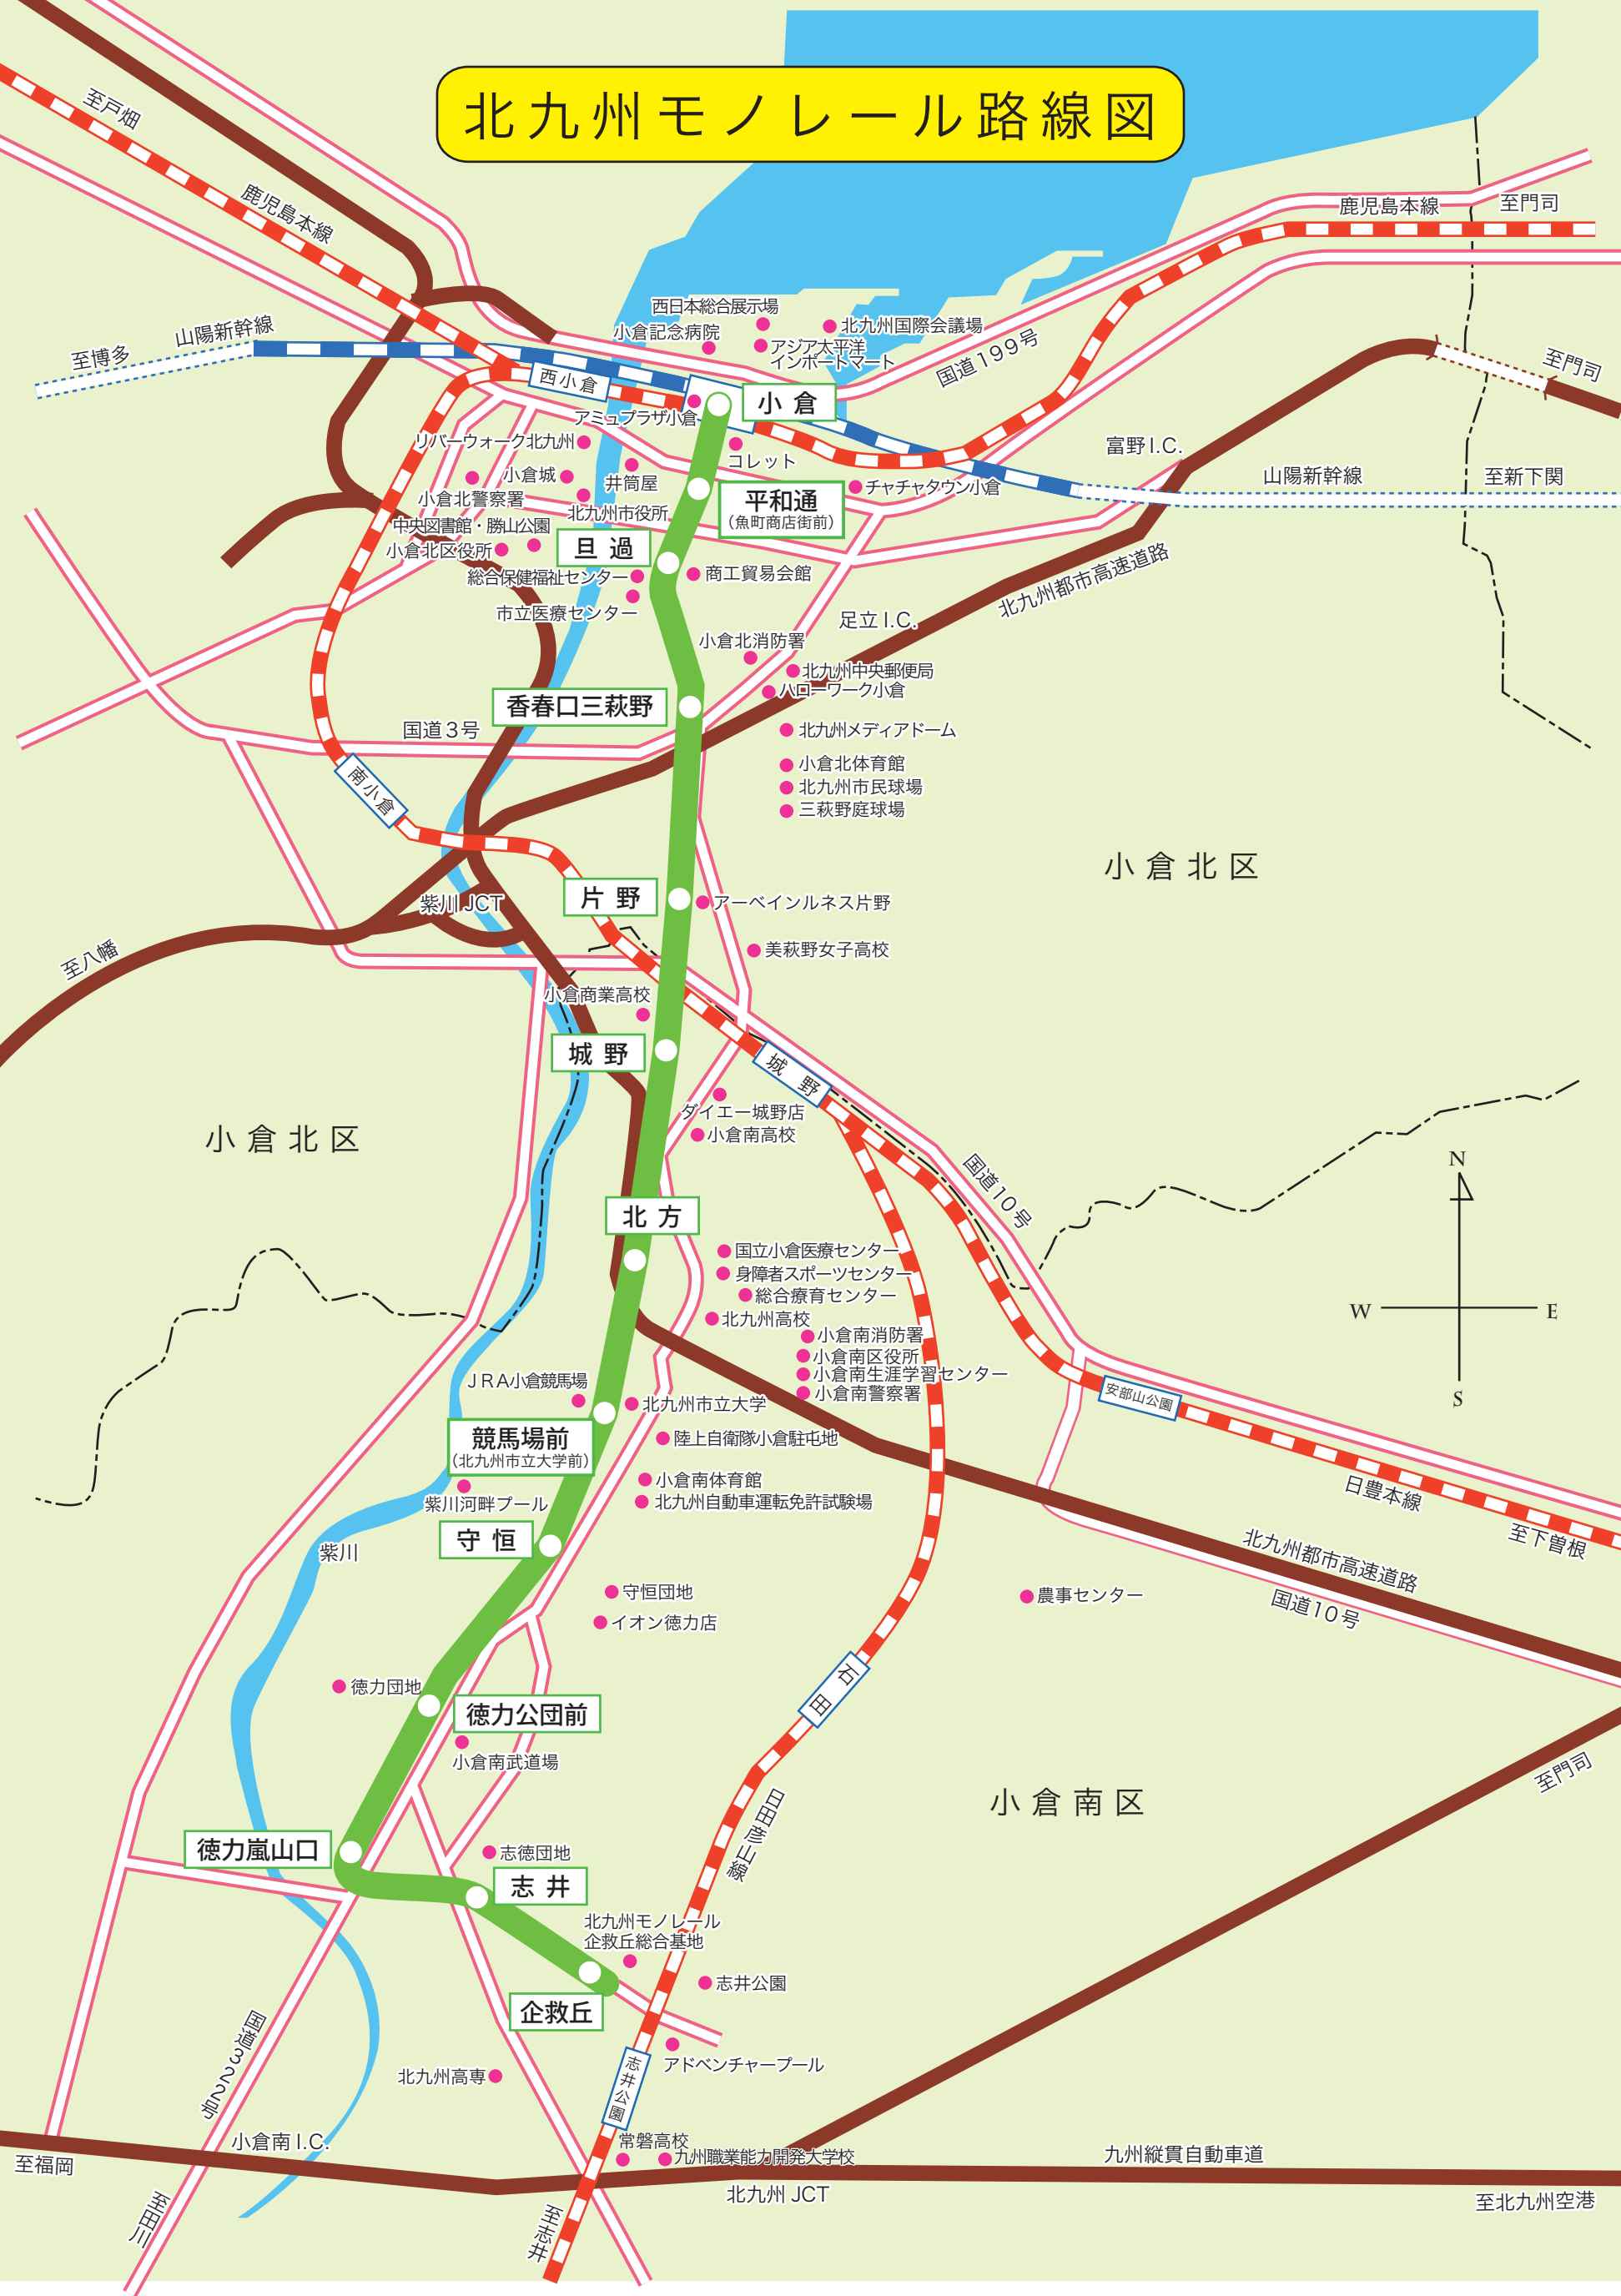 北九州モノレール路線図
至戸畑
鹿児島本線
鹿児島本線
至門司
西日本総合展示場
小倉記念病院
北九州国際会議場
アジア太平洋
インポートマート
国道199号
山陽新幹線
至博多
至門司
西小倉
小倉
アミュプラザ小倉
リバーウォーク北九州
コレット
富野I.C.
小倉城
井筒屋
チャチャタウン小倉
山陽新幹線
至新下関
小倉北警察署
北九州市役所
平和通
(魚町商店街前)
中央図書館・勝山公園
小倉北区役所
旦過
総合保健福祉センター
商工貿易会館
市立医療センター
北九州都市高速道路
足立I.C.
小倉北消防署
北九州中央郵便局
ハローワーク小倉
香春口三萩野
国道3号
北九州メディアドーム
南小倉
小倉北体育館
北九州市民球場
三萩野庭球場
小倉北区
片野
紫川JCT
アーベインルネス片野
至八幡
美萩野女子高校
小倉商業高校
城野
城野
ダイエー城野店
小倉南高校
小倉北区
国道10号
N
W
E
S
北方
国立小倉医療センター
身障者スポーツセンター
総合療育センター
北九州高校
小倉南消防署
小倉南区役所
小倉南生涯学習センター
小倉南警察署
JRA小倉競馬場
北九州市立大学
安部山公園
競馬場前
(北九州市立大学前)
陸上自衛隊小倉駐屯地
小倉南体育館
北九州自動車運転免許試験場
紫川河畔プール
日豊本線
至下曽根
守恒
紫川
北九州都市高速道路
国道10号
守恒団地
イオン徳力店
農事センター
石田
徳力団地
徳力公団前
小倉南武道場
至門司
小倉南区
日田彦山線
徳力嵐山口
志徳団地
志井
北九州モノレール
企救丘総合基地
志井公園
企救丘
国道322号
アドベンチャープール
北九州高専
志井公園
小倉南I.C.
至福岡
常磐高校
九州職業能力開発大学校
九州縦貫自動車道
北九州JCT
至北九州空港
至田川
至志井